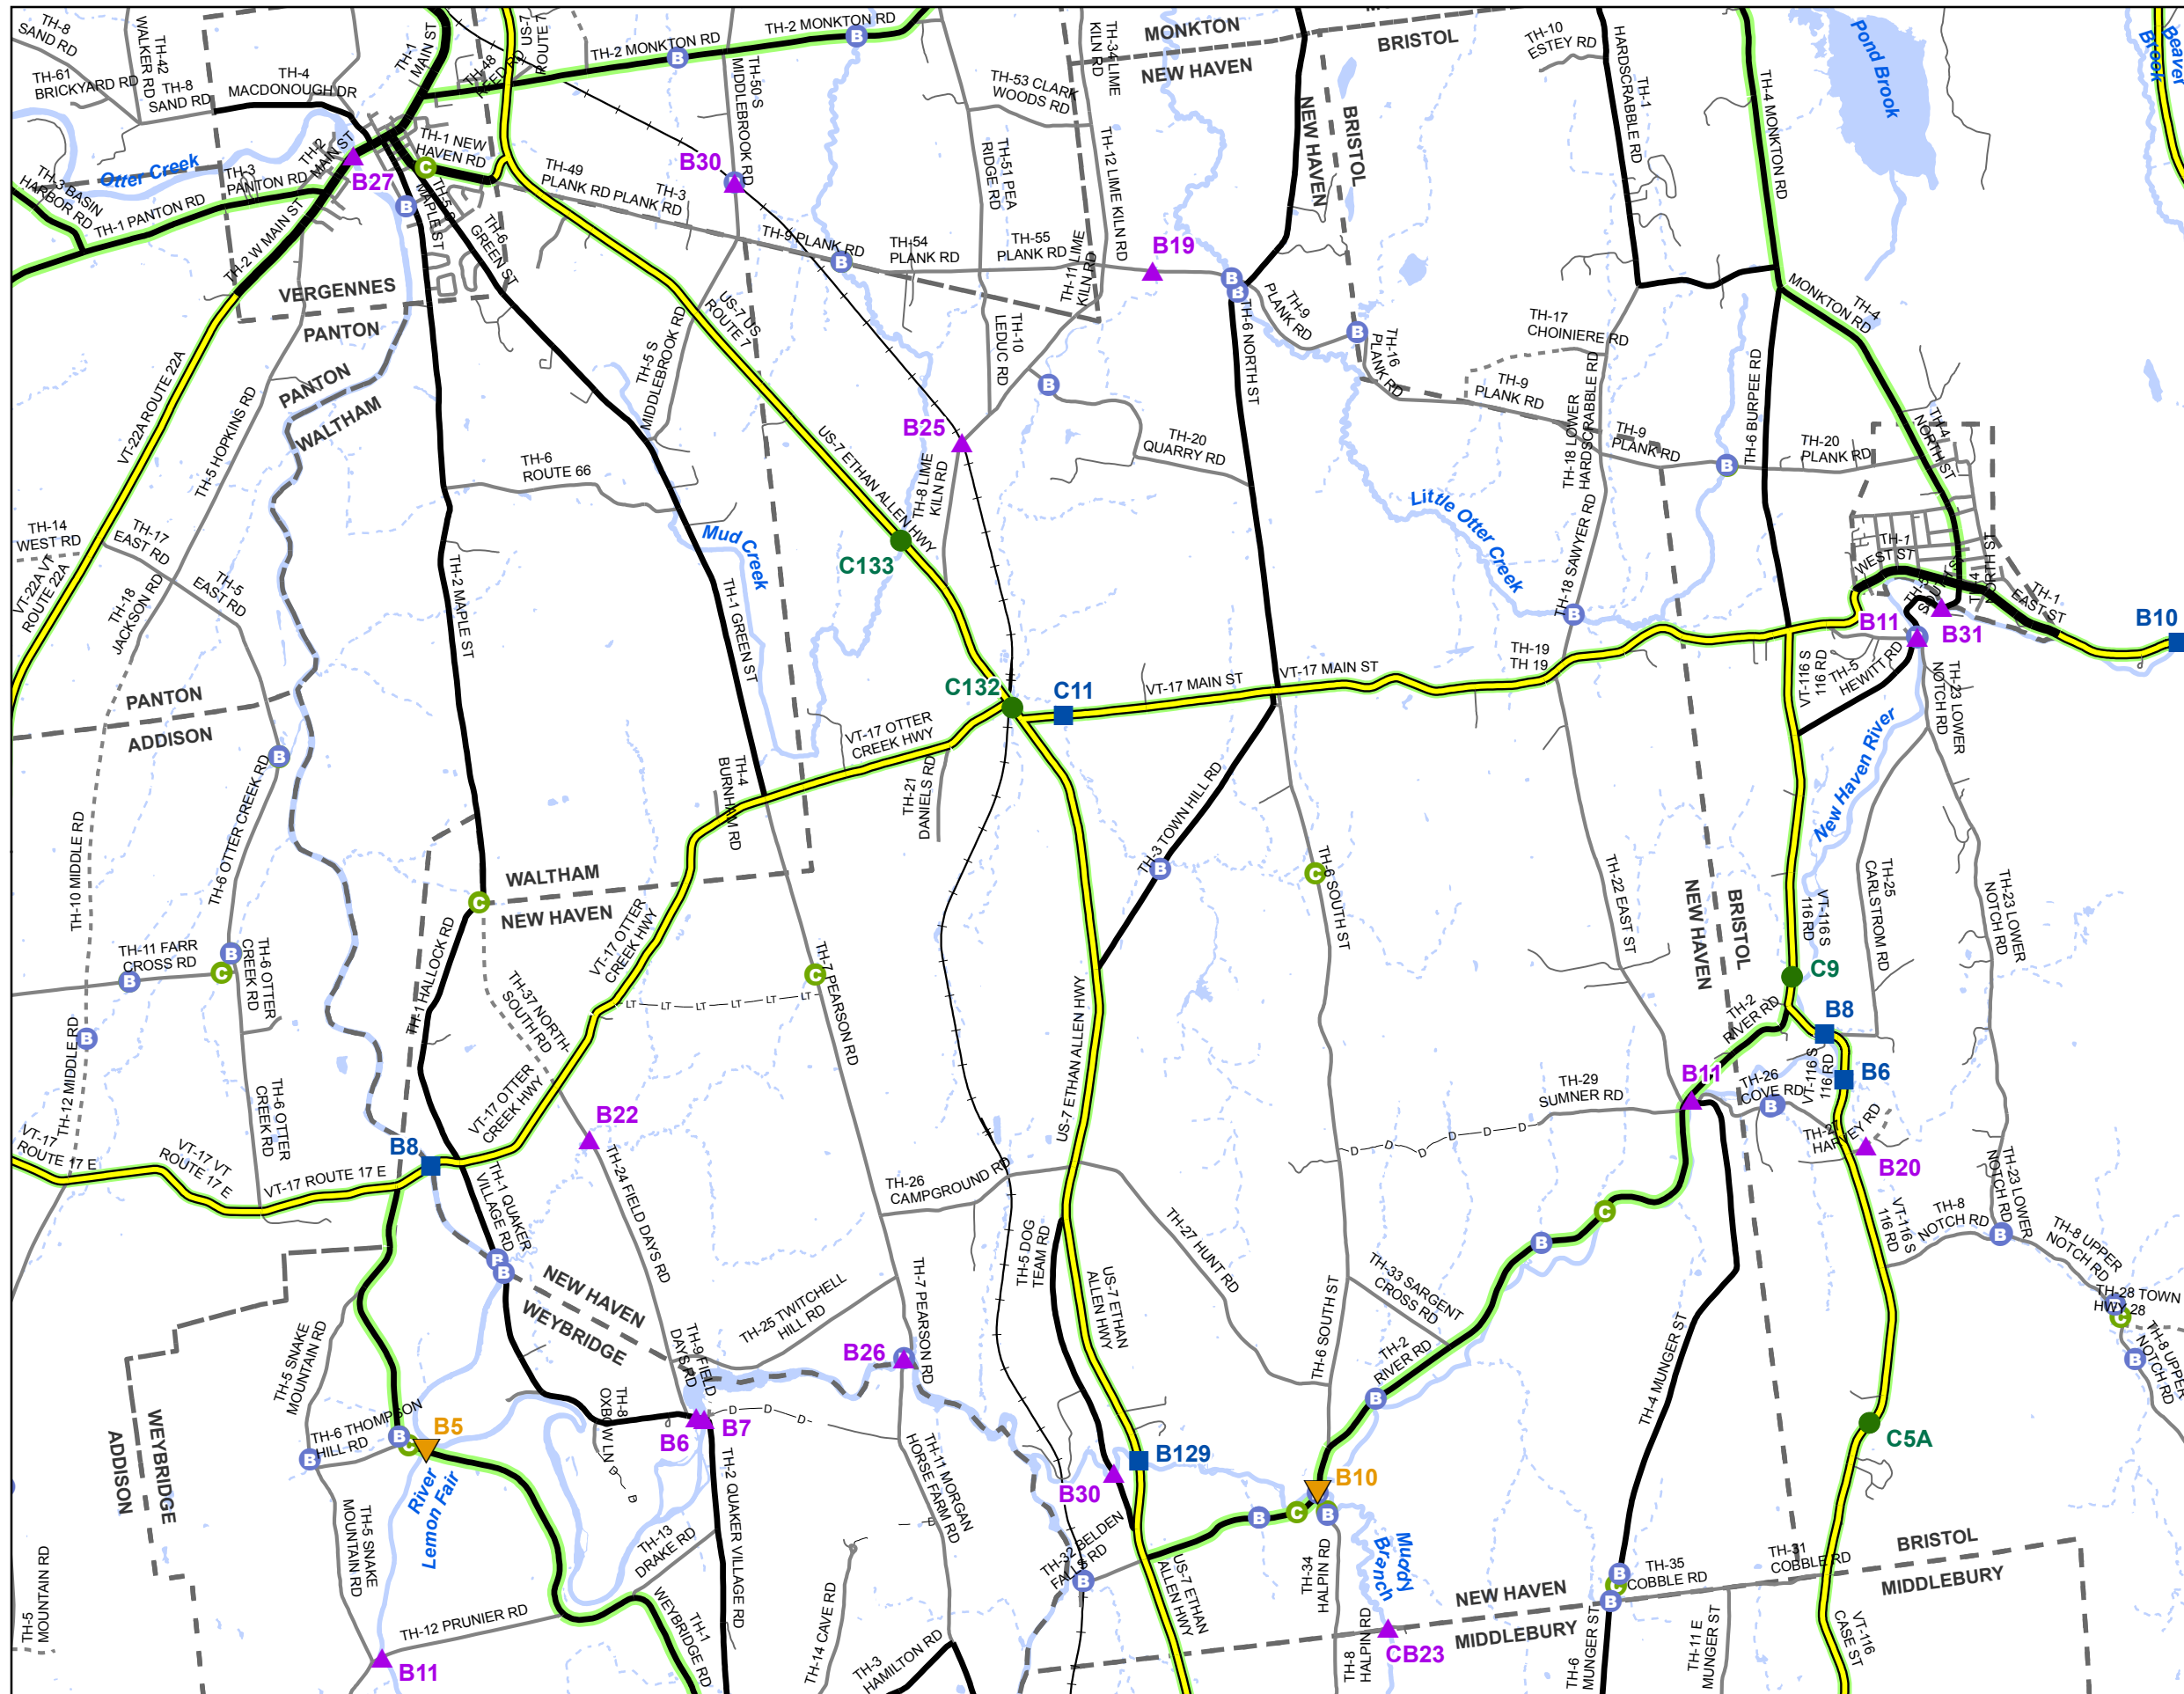 TH-8
SAND RD
TH-42
WALKER RD
TH-61
BRICKYARD RD
TH-8
SAND RD
TH-4
MACDONOUGH DR
TH-1
MAIN ST
TH-48
US-7
ROUTE 7
TH-2 MONKTON RD
TH-2 MONKTON RD
B
B
TH-50 S
MIDDLEBROOK RD
TH-53 CLARK
WOODS RD
TH-34 LIME
KILN RD
MONKTON
BRISTOL
NEW HAVEN
TH-10
ESTEY RD
HARDSCRABBLE RD
TH-1
TH-4 MONKTON RD
Pond Brook
Beaver
Brook
Otter Creek
TH-3 BASIN
HARBOR RD
TH-3
PANTON RD
TH-1 PANTON RD
TH-2
MAIN ST
B27
TH-1 NEW
HAVEN RD
C
B
MAPLE ST
TH-6
GREEN ST
TH-49
PLANK RD
TH-3
PLANK RD
B30
TH-9 PLANK RD
B
TH-54
PLANK RD
TH-55
PLANK RD
TH-51 PEA
RIDGE RD
TH-12 LIME KILN RD
TH-11 LIME
KILN RD
B19
B
B
NEW HAVEN
BRISTOL
TH-9
PLANK RD
B
TH-16
PLANK RD
TH-6 NORTH ST
TH-2 W MAIN ST
VERGENNES
PANTON
PANTON
WALTHAM
VT-22A ROUTE 22A
TH-5 HOPKINS RD
TH-5 S
MIDDLEBROOK RD
US-7 US
ROUTE 7
TH-10
LEDUC RD
B
TH-20
QUARRY RD
TH-17
CHOINIERE RD
TH-9
PLANK RD
TH-18 LOWER
HARDSCRABBLE RD
TH-9
PLANK RD
TH-6 BURPEE RD
B
TH-20
PLANK RD
MONKTON RD
TH-4
TH-4
NORTH ST
TH-6
ROUTE 66
US-7 ETHAN ALLEN HWY
B25
TH-8 LIME
KILN RD
C133
Mud Creek
Little Otter Creek
TH-18 SAWYER RD
B
TH-14
WEST RD
TH-17
EAST RD
TH-5
EAST RD
TH-18
JACKSON RD
VT-22A VT
ROUTE 22A
TH-2 MAPLE ST
TH-1 GREEN ST
TH-1
WEST ST
TH-4
NORTH ST
TH-1
EAST ST
B11
B31
B10
TH-5
HEWITT RD
VT-116 S
116 RD
TH-23 LOWER
NOTCH RD
New Haven River
PANTON
ADDISON
C132
C11
VT-17 MAIN ST
VT-17 MAIN ST
TH-19
TH 19
VT-17 OTTER
CREEK HWY
TH-21
DANIELS RD
TH-4
BURNHAM RD
TH-3 TOWN HILL RD
B
C
TH-6 SOUTH ST
TH-22 EAST ST
TH-10 MIDDLE RD
TH-6 OTTER CREEK RD
B
WALTHAM
NEW HAVEN
C
TH-11 FARR
CROSS RD
B
B
C
TH-6 OTTER
CREEK RD
TH-12 MIDDLE RD
B
TH-6 OTTER
CREEK RD
TH-1 HALLOCK RD
TH-37 NORTH-
SOUTH RD
VT-17 OTTER
CREEK HWY
LT
LT
LT
LT
LT
C
TH-7 PEARSON RD
US-7 ETHAN ALLEN HWY
NEW HAVEN
BRISTOL
VT-116 S
116 RD
TH-25
CARLSTROM RD
TH-23 LOWER
NOTCH RD
C9
TH-2
RIVER RD
B8
B6
VT-116 S
116 RD
B11
TH-26
COVE RD
B
TH-27
HARVEY RD
B20
TH-29
SUMNER RD
D
D
D
D
D
D
VT-17
ROUTE 17 E
VT-17 VT
ROUTE 17 E
VT-17 ROUTE 17 E
B8
VT-17 OTTER
CREEK HWY
B22
TH-24 FIELD DAYS RD
TH-1 QUAKER
VILLAGE RD
B
B
TH-26
CAMPGROUND RD
TH-5 DOG
TEAM RD
TH-27 HUNT RD
TH-33 SARGENT
CROSS RD
B
C
VT-116 S
116 RD
TH-8
NOTCH RD
TH-23 LOWER
NOTCH RD
B
TH-8 UPPER
NOTCH RD
TH-28 TOWN
HWY 28
B
C
TH-8 UPPER
NOTCH RD
B
NEW HAVEN
WEYBRIDGE
TH-5 SNAKE
MOUNTAIN RD
TH-25 TWITCHELL
HILL RD
TH-7 PEARSON RD
US-7 ETHAN
ALLEN HWY
TH-6 SOUTH ST
TH-2
RIVER RD
B
TH-4 MUNGER ST
TH-9 FIELD
DAYS RD
B26
ADDISON
WEYBRIDGE
TH-6 THOMPSON
HILL RD
B
B
C
B5
TH-8
OXBOW LN
D
D
B6
B7
D
D
D
D
River
Lemon Fair
TH-5 SNAKE
MOUNTAIN RD
TH-13
DRAKE RD
TH-2 QUAKER VILLAGE RD
TH-11 MORGAN
HORSE FARM RD
B30
B129
TH-32 BELDEN
FALLS RD
B
B10
B
C
B
TH-34
HALPIN RD
Muddy
Branch
C5A
TH-5
MOUNTAIN RD
TH-12 PRUNIER RD
B11
TH-1
WEYBRIDGE RD
TH-14 CAVE RD
TH-3
HAMILTON RD
US-7 ETHAN
ALLEN HWY
TH-8
HALPIN RD
CB23
NEW HAVEN
MIDDLEBURY
B
C
B
TH-35
COBBLE RD
TH-31
COBBLE RD
BRISTOL
MIDDLEBURY
TH-6
MUNGER ST
TH-11 E
MUNGER ST
VT-116
CASE ST